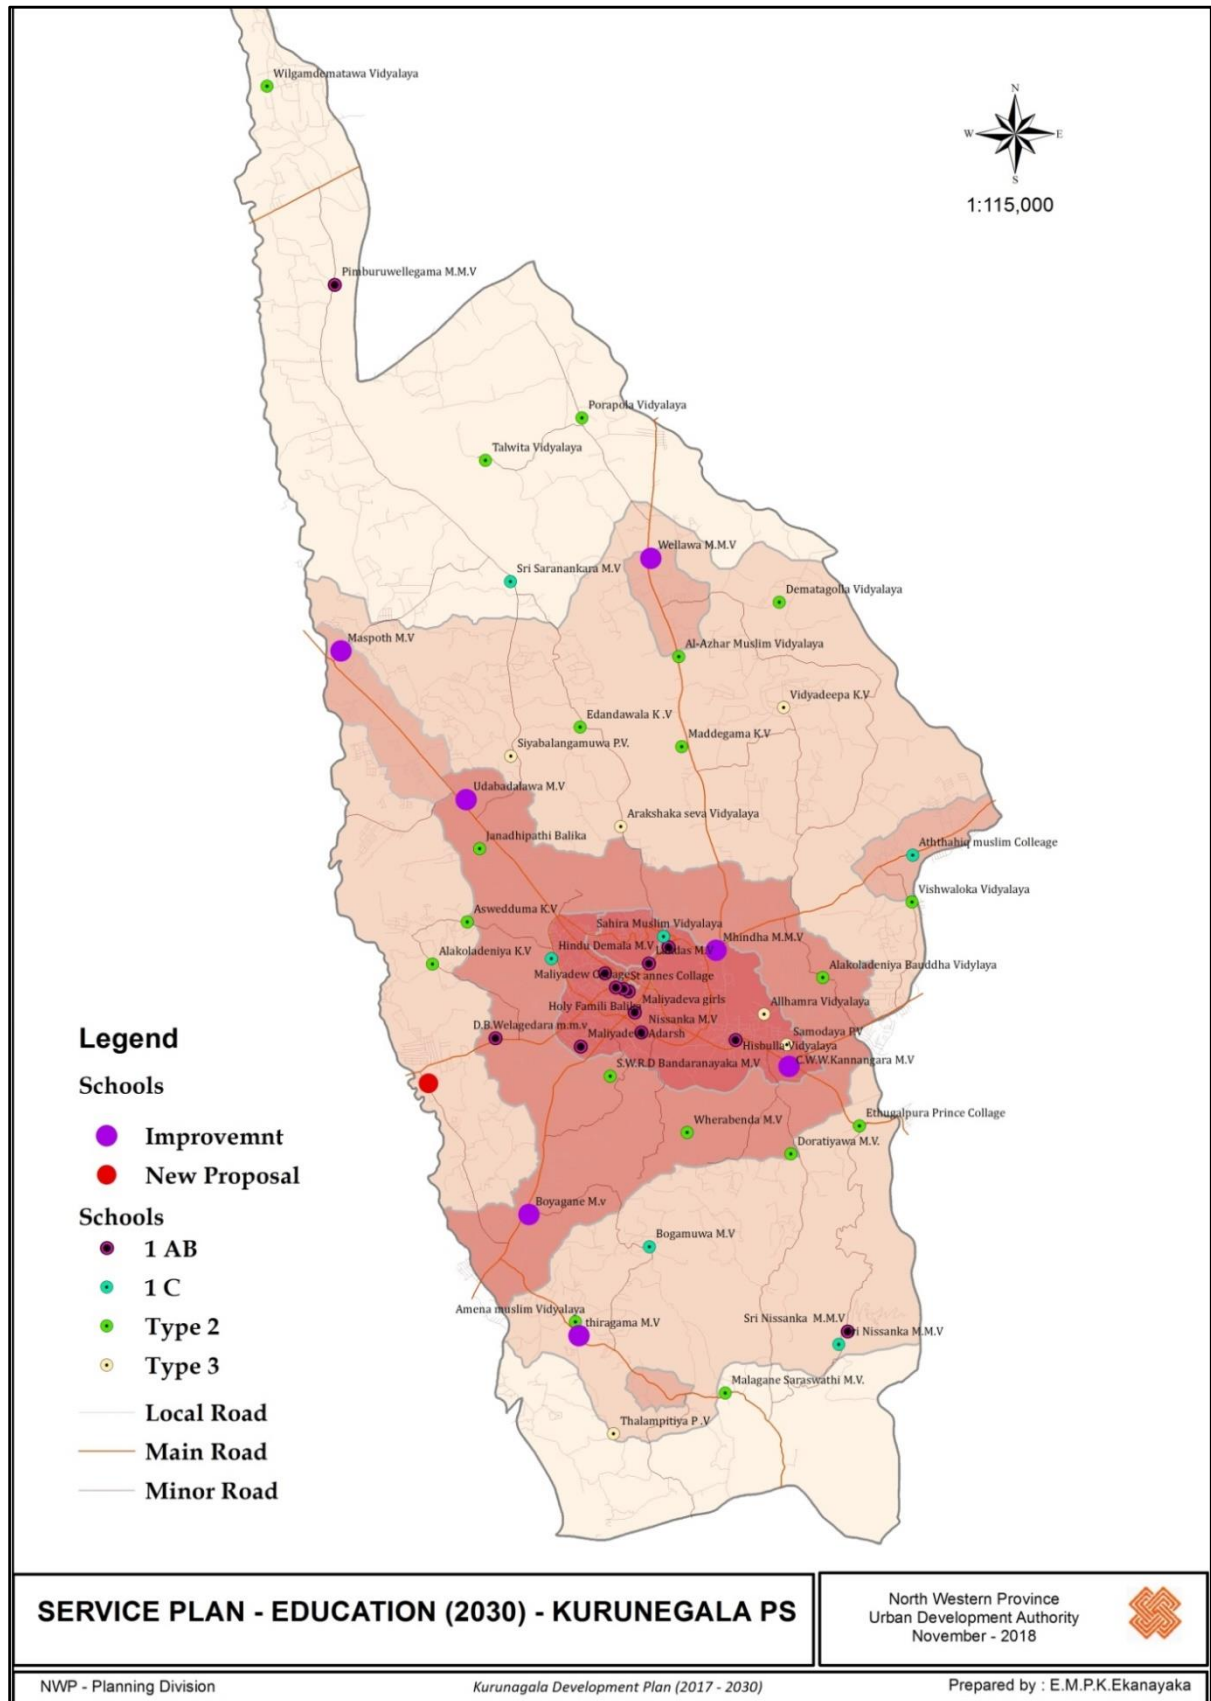 Wilgamdematawa Vidyalaya
N
W
E
S
1:115,000
Pimburuwellegama M.M.V
Porapola Vidyalaya
Talwita Vidyalaya
Wellawa M.M.V
Sri Saranankara M.V
Dematagolla Vidyalaya
Maspoth M.V
Al-Azhar Muslim Vidyalaya
Vidyadeepa K.V
Edandawala K .V
Maddegama K.V
Siyabalangamuwa P.V.
Udabadalawa M.V
Arakshaka seva Vidyalaya
Janadhipathi Balika
Aththahiq muslim Colleage
Vishwaloka Vidyalaya
Aswedduma K.V
Sahira Muslim Vidyalaya
Mhindha M.M.V
Hindu Demala M.V
Alakoladeniya K.V
Alakoladeniya Bauddha Vidylaya
Maliyadew
St annes Collage
Maliyadeva girls
Allhamra Vidyalaya
Holy Famili Balika
Nissanka M.V
D.B.Welagedara m.m.v
Adarsh
Samodaya P.V
Hisbulla Vidyalaya
C.W.W.Kannangara M.V
S.W.R.D Bandaranayaka M.V
Ethugalpura Prince Collage
Wherabenda M.V
Doratiyawa M.V.
Boyagane M.v
Bogamuwa M.V
Amena muslim Vidyalaya
thiragama M.V
Sri Nissanka M.M.V
Nissanka M.M.V
Malagane Saraswathi M.V.
Thalampitiya P .V
Legend
Schools
Improvemnt
New Proposal
Schools
1 AB
1 C
Type 2
Type 3
Local Road
Main Road
Minor Road
SERVICE PLAN - EDUCATION (2030) - KURUNEGALA PS
North Western Province
Urban Development Authority
November - 2018
NWP - Planning Division
Kurunagala Development Plan (2017 - 2030)
Prepared by : E.M.P.K.Ekanayaka